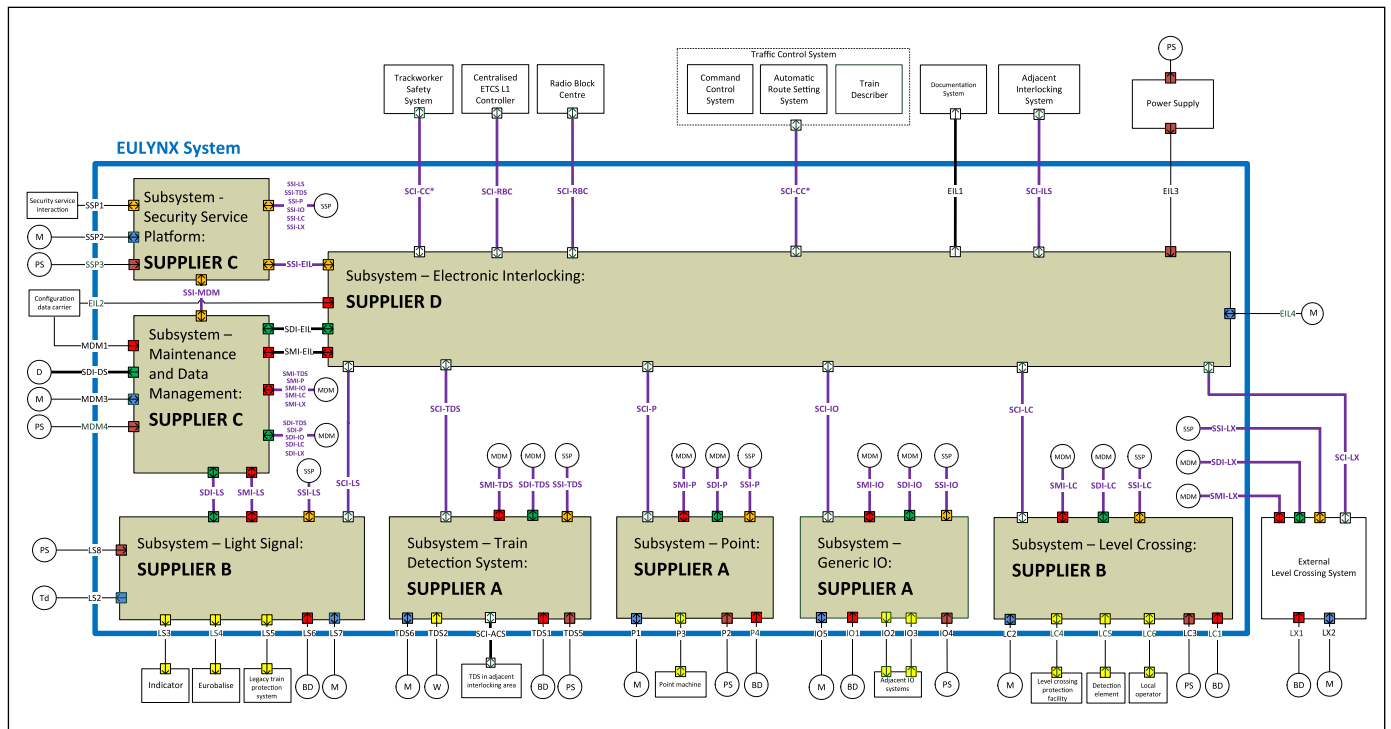 Traffic Control System
Trackworker
Safety
System
Centralised
ETCS L1
Controller
Radio Block
Centre
Command
Control
System
Automatic
Route Setting
System
Train
Describer
Documentation
System
Adjacent
Interlocking
System
PS
Power Supply
EULYNX System
SCI-CC*
SCI-RBC
SCI-RBC
SCI-CC*
EIL1
SCI-ILS
EIL3
Security service
interaction
SSP1
M
SSP2
PS
SSP3
Subsystem -
Security Service
Platform:
SUPPLIER C
SSI-LS
SSI-TDS
SSI-P
SSI-IO
SSI-LC
SSI-LX
SSP
SSI-EIL
SSI-MDM
Subsystem – Electronic Interlocking:
SUPPLIER D
EIL4
M
Configuration
data carrier
EIL2
MDM1
D
SDI-DS
M
MDM3
PS
MDM4
Subsystem –
Maintenance
and Data
Management:
SUPPLIER C
SDI-EIL
SMI-EIL
SMI-TDS
SMI-P
SMI-IO
SMI-LC
SMI-LX
MDM
SDI-TDS
SDI-P
SDI-IO
SDI-LC
SDI-LX
MDM
SCI-TDS
SCI-P
SCI-IO
SCI-LC
SCI-LS
SCI-LX
SSP
SSI-LX
MDM
SDI-LX
MDM
SMI-LX
SDI-LS
SMI-LS
SSP
SSI-LS
MDM
MDM
SSP
SMI-TDS
SDI-TDS
SSI-TDS
MDM
MDM
SSP
SMI-P
SDI-P
SSI-P
MDM
MDM
SSP
SMI-IO
SDI-IO
SSI-IO
MDM
MDM
SSP
SMI-LC
SDI-LC
SSI-LC
PS
LS8
Td
LS2
Subsystem – Light Signal:
SUPPLIER B
Subsystem – Train
Detection System:
SUPPLIER A
Subsystem – Point:
SUPPLIER A
Subsystem –
Generic IO:
SUPPLIER A
Subsystem – Level Crossing:
SUPPLIER B
External
Level Crossing System
LS3
LS4
LS5
LS6
LS7
TDS6
TDS2
SCI-ACS
TDS1
TDS5
P1
P3
P2
P4
IO5
IO1
IO2
IO3
IO4
LC2
LC4
LC5
LC6
LC3
LC1
LX1
LX2
Indicator
Eurobalise
Legacy train
protection
system
BD
M
M
W
TDS in adjacent
interlocking area
BD
PS
M
Point machine
PS
BD
M
BD
Adjacent IO
systems
PS
M
Level crossing
protection
facility
Detection
element
Local
operator
PS
BD
BD
M